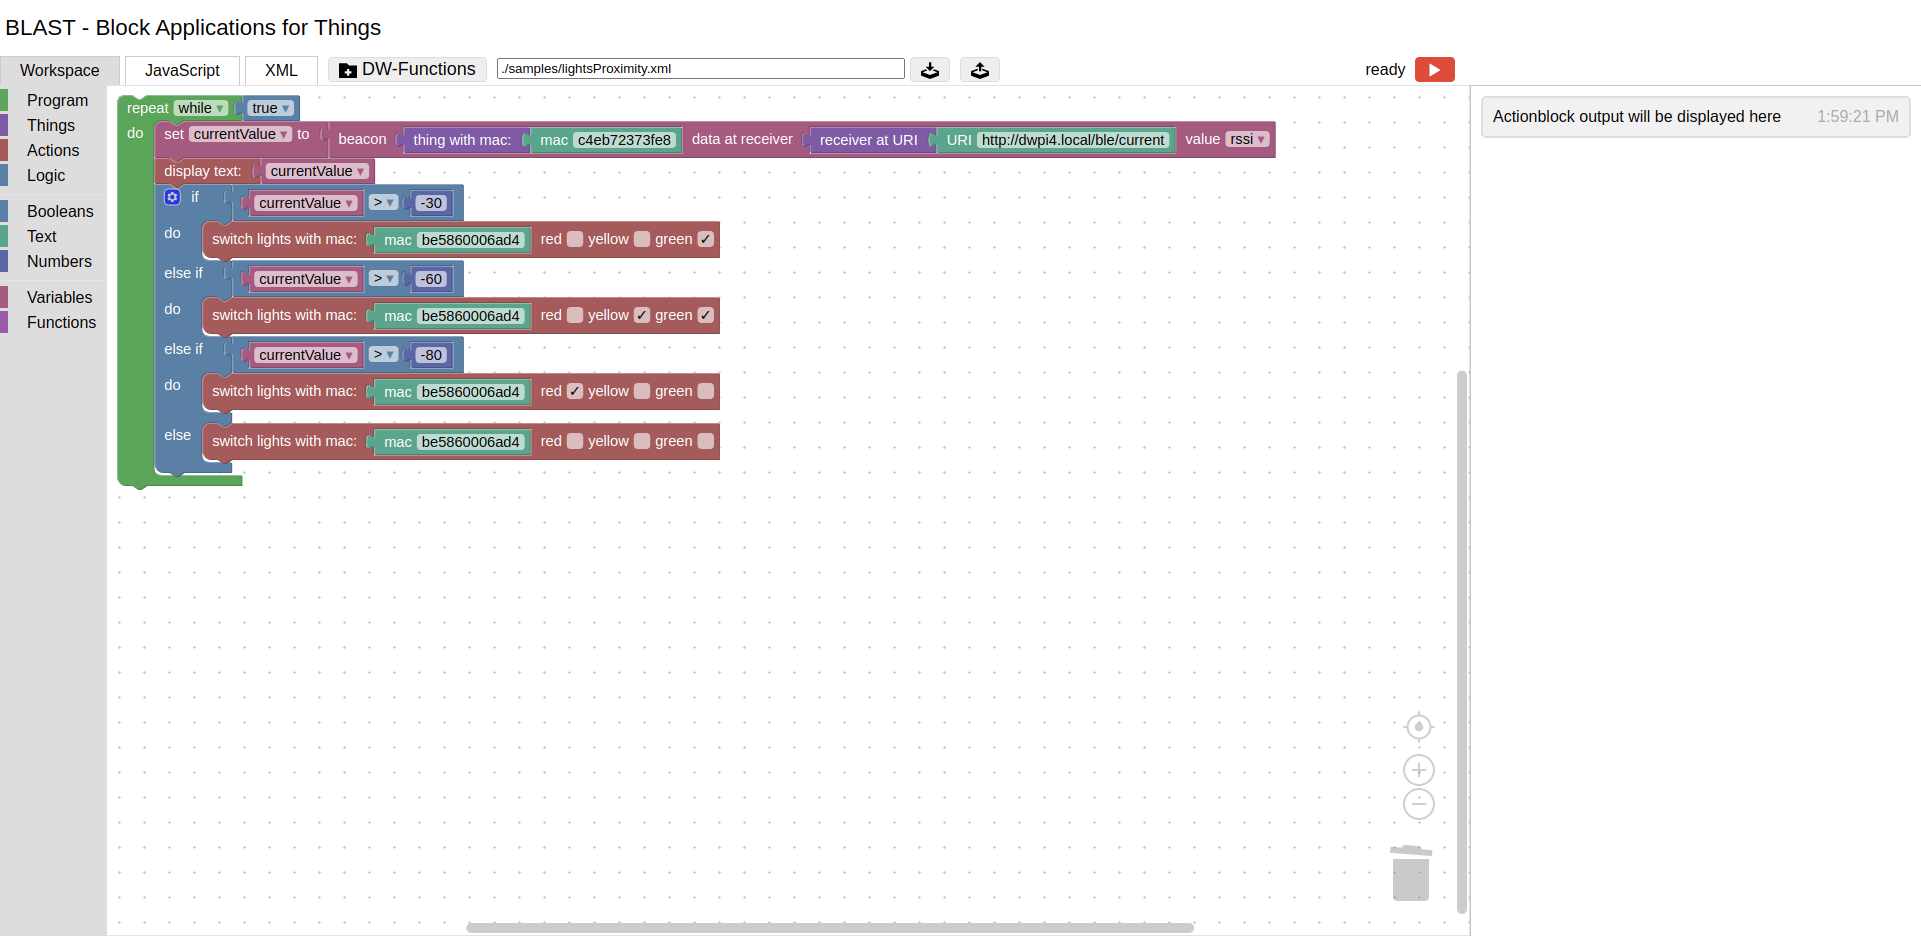 BLAST - Block Applications for Things
Workspace JavaScript XML DW-Functions ./samples/lightsProximity.xml ready
Program
Things
Actions
Logic
Booleans
Text
Numbers
Variables
Functions
repeat while ▾ true ▾
do set currentValue ▾ to beacon thing with mac: mac c4eb72373fe8 data at receiver receiver at URI URI http://dwpi4.local/ble/current value rssi ▾
display text: currentValue ▾
if currentValue ▾ > ▾ -30
do switch lights with mac: mac be5860006ad4 red yellow green ✓
else if currentValue ▾ > ▾ -60
do switch lights with mac: mac be5860006ad4 red yellow ✓ green ✓
else if currentValue ▾ > ▾ -80
do switch lights with mac: mac be5860006ad4 red ✓ yellow green
else switch lights with mac: mac be5860006ad4 red yellow green
Actionblock output will be displayed here 1:59:21 PM